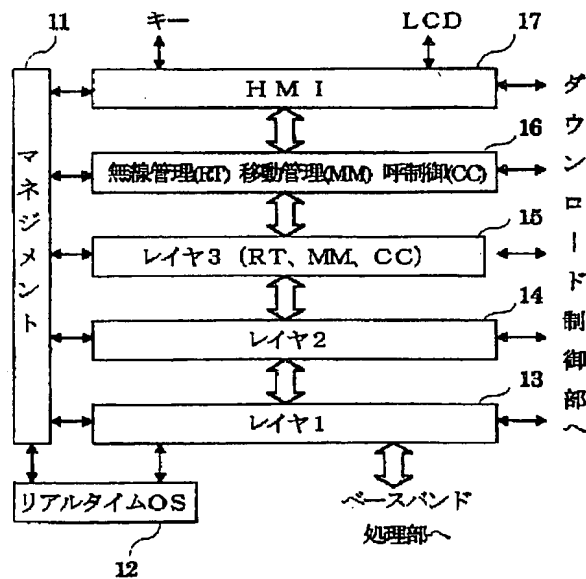 11
キー
LCD
17
HMI
16
無線管理(RT) 移動管理(MM) 呼制御(CC)
15
レイヤ3 (RT、MM、CC)
14
レイヤ2
13
レイヤ1
マネジメント
ダウンロード制御部へ
リアルタイムOS
12
ベースバンド
処理部へ